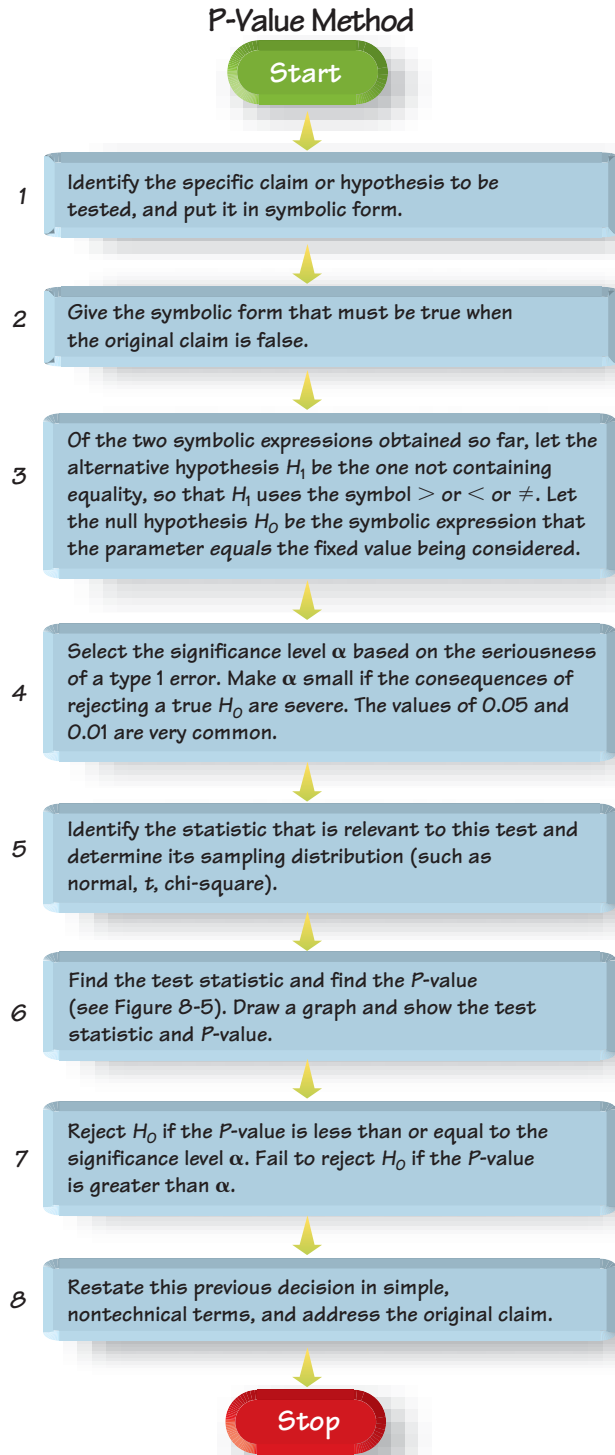 P-Value Method
Start
1
Identify the specific claim or hypothesis to be
tested, and put it in symbolic form.
2
Give the symbolic form that must be true when
the original claim is false.
3
Of the two symbolic expressions obtained so far, let the
alternative hypothesis H₁ be the one not containing
equality, so that H₁ uses the symbol > or < or ≠. Let
the null hypothesis H₀ be the symbolic expression that
the parameter equals the fixed value being considered.
4
Select the significance level α based on the seriousness
of a type 1 error. Make α small if the consequences of
rejecting a true H₀ are severe. The values of 0.05 and
0.01 are very common.
5
Identify the statistic that is relevant to this test and
determine its sampling distribution (such as
normal, t, chi-square).
6
Find the test statistic and find the P-value
(see Figure 8-5). Draw a graph and show the test
statistic and P-value.
7
Reject H₀ if the P-value is less than or equal to the
significance level α. Fail to reject H₀ if the P-value
is greater than α.
8
Restate this previous decision in simple,
nontechnical terms, and address the original claim.
Stop